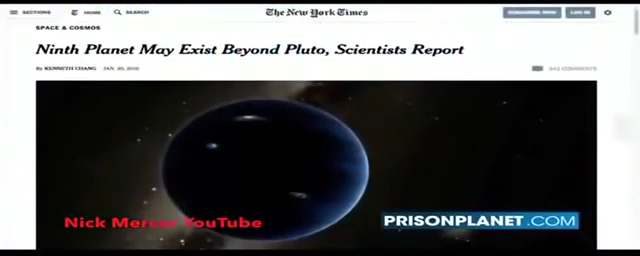 SECTIONS HOME SEARCH The New York Times SUBSCRIBE NOW LOG IN
SPACE & COSMOS
Ninth Planet May Exist Beyond Pluto, Scientists Report
By KENNETH CHANG JAN. 20, 2016 COMMENTS
Nick Mercer YouTube
PRISONPLANET.COM